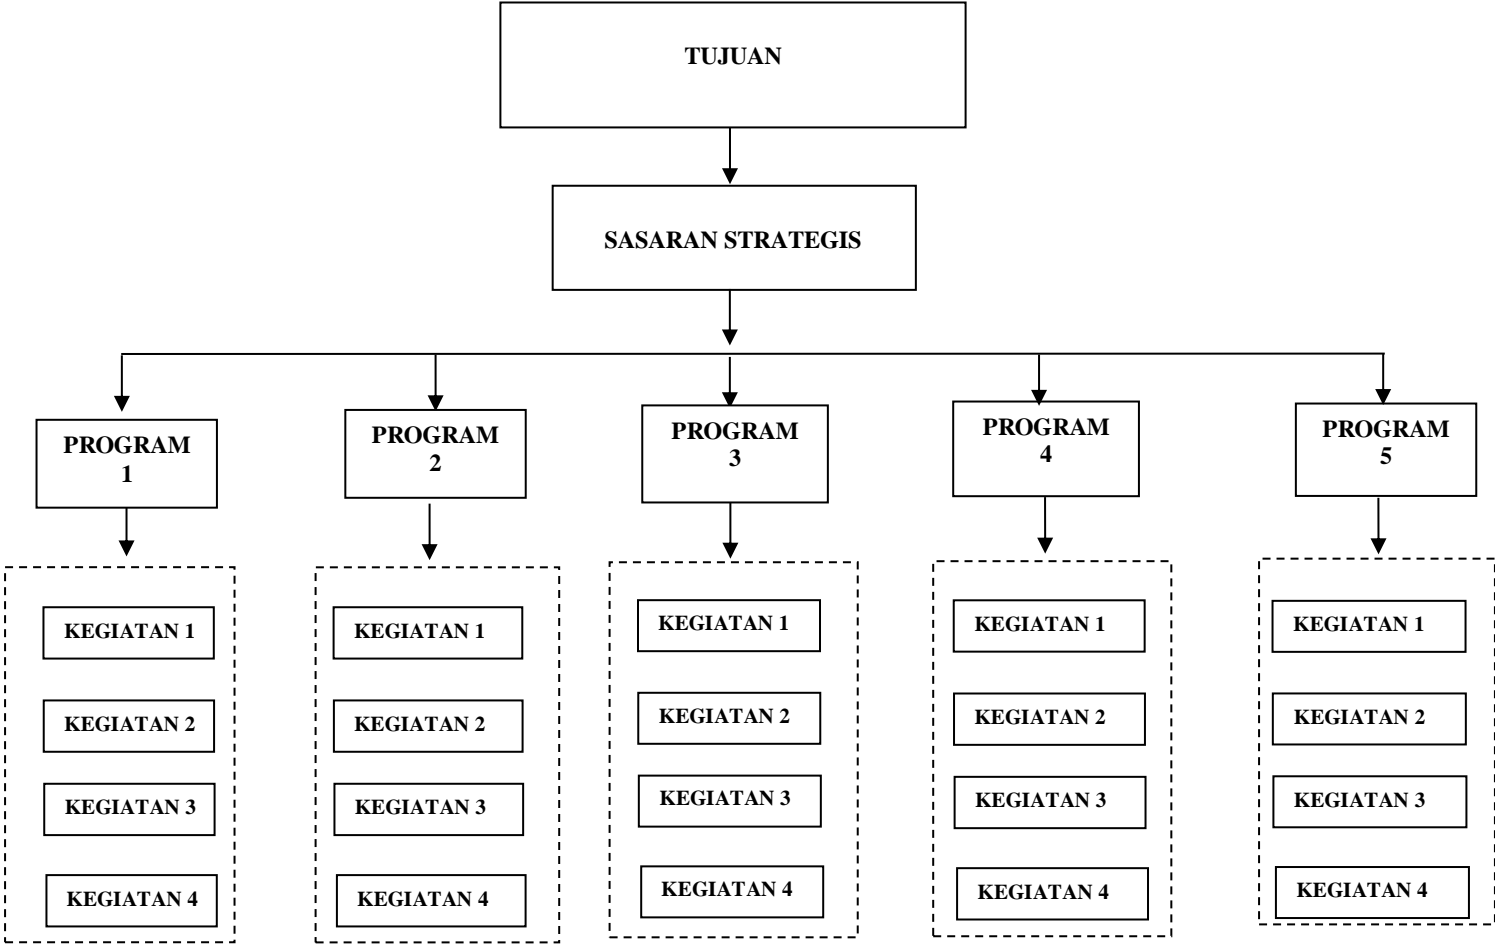 TUJUAN
SASARAN STRATEGIS
PROGRAM
1
PROGRAM
2
PROGRAM
3
PROGRAM
4
PROGRAM
5
KEGIATAN 1
KEGIATAN 2
KEGIATAN 3
KEGIATAN 4
KEGIATAN 1
KEGIATAN 2
KEGIATAN 3
KEGIATAN 4
KEGIATAN 1
KEGIATAN 2
KEGIATAN 3
KEGIATAN 4
KEGIATAN 1
KEGIATAN 2
KEGIATAN 3
KEGIATAN 4
KEGIATAN 1
KEGIATAN 2
KEGIATAN 3
KEGIATAN 4